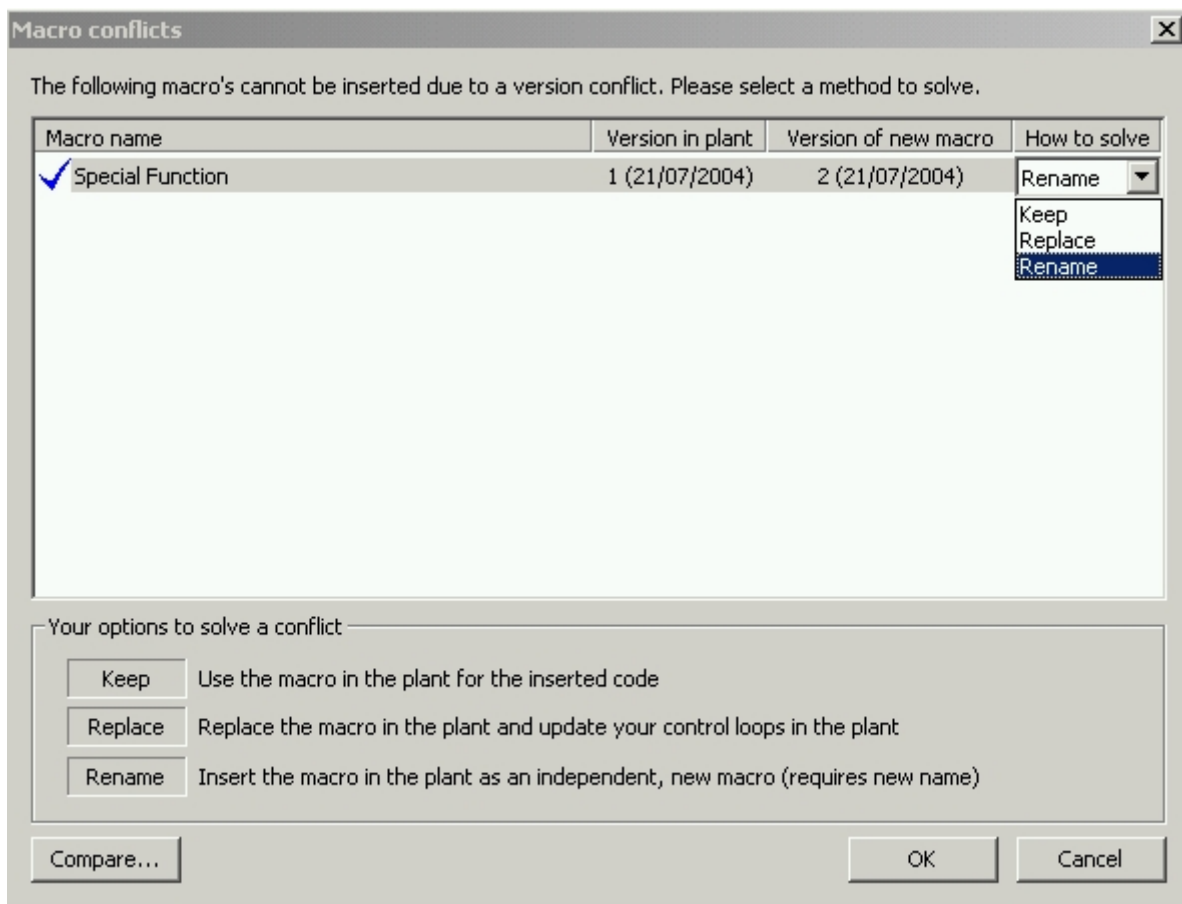 Macro conflicts
The following macro's cannot be inserted due to a version conflict. Please select a method to solve.
Macro name Version in plant Version of new macro How to solve
Special Function 1 (21/07/2004) 2 (21/07/2004) Rename
Keep
Replace
Rename
Your options to solve a conflict
Keep Use the macro in the plant for the inserted code
Replace Replace the macro in the plant and update your control loops in the plant
Rename Insert the macro in the plant as an independent, new macro (requires new name)
Compare... OK Cancel